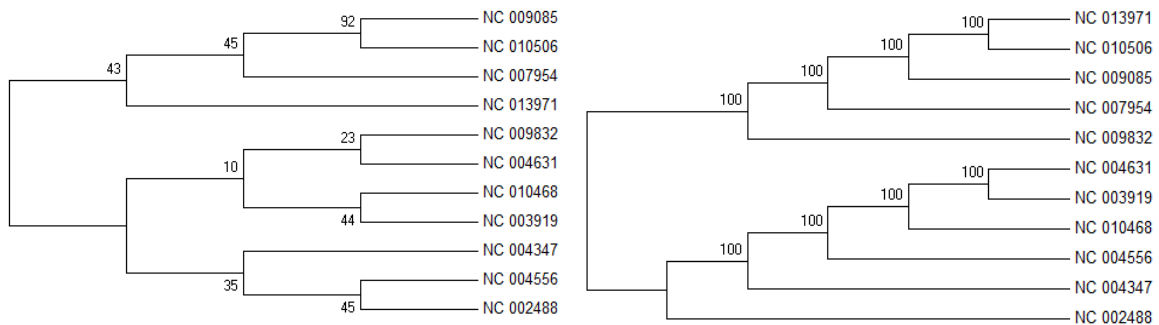 92
NC 009085
45
NC 010506
43
NC 007954
NC 013971
23
NC 009832
10
NC 004631
NC 010468
44
NC 003919
NC 004347
35
NC 004556
45
NC 002488
100
NC 013971
100
NC 010506
100
NC 009085
100
NC 007954
NC 009832
100
NC 004631
100
NC 003919
100
NC 010468
100
NC 004556
NC 004347
NC 002488